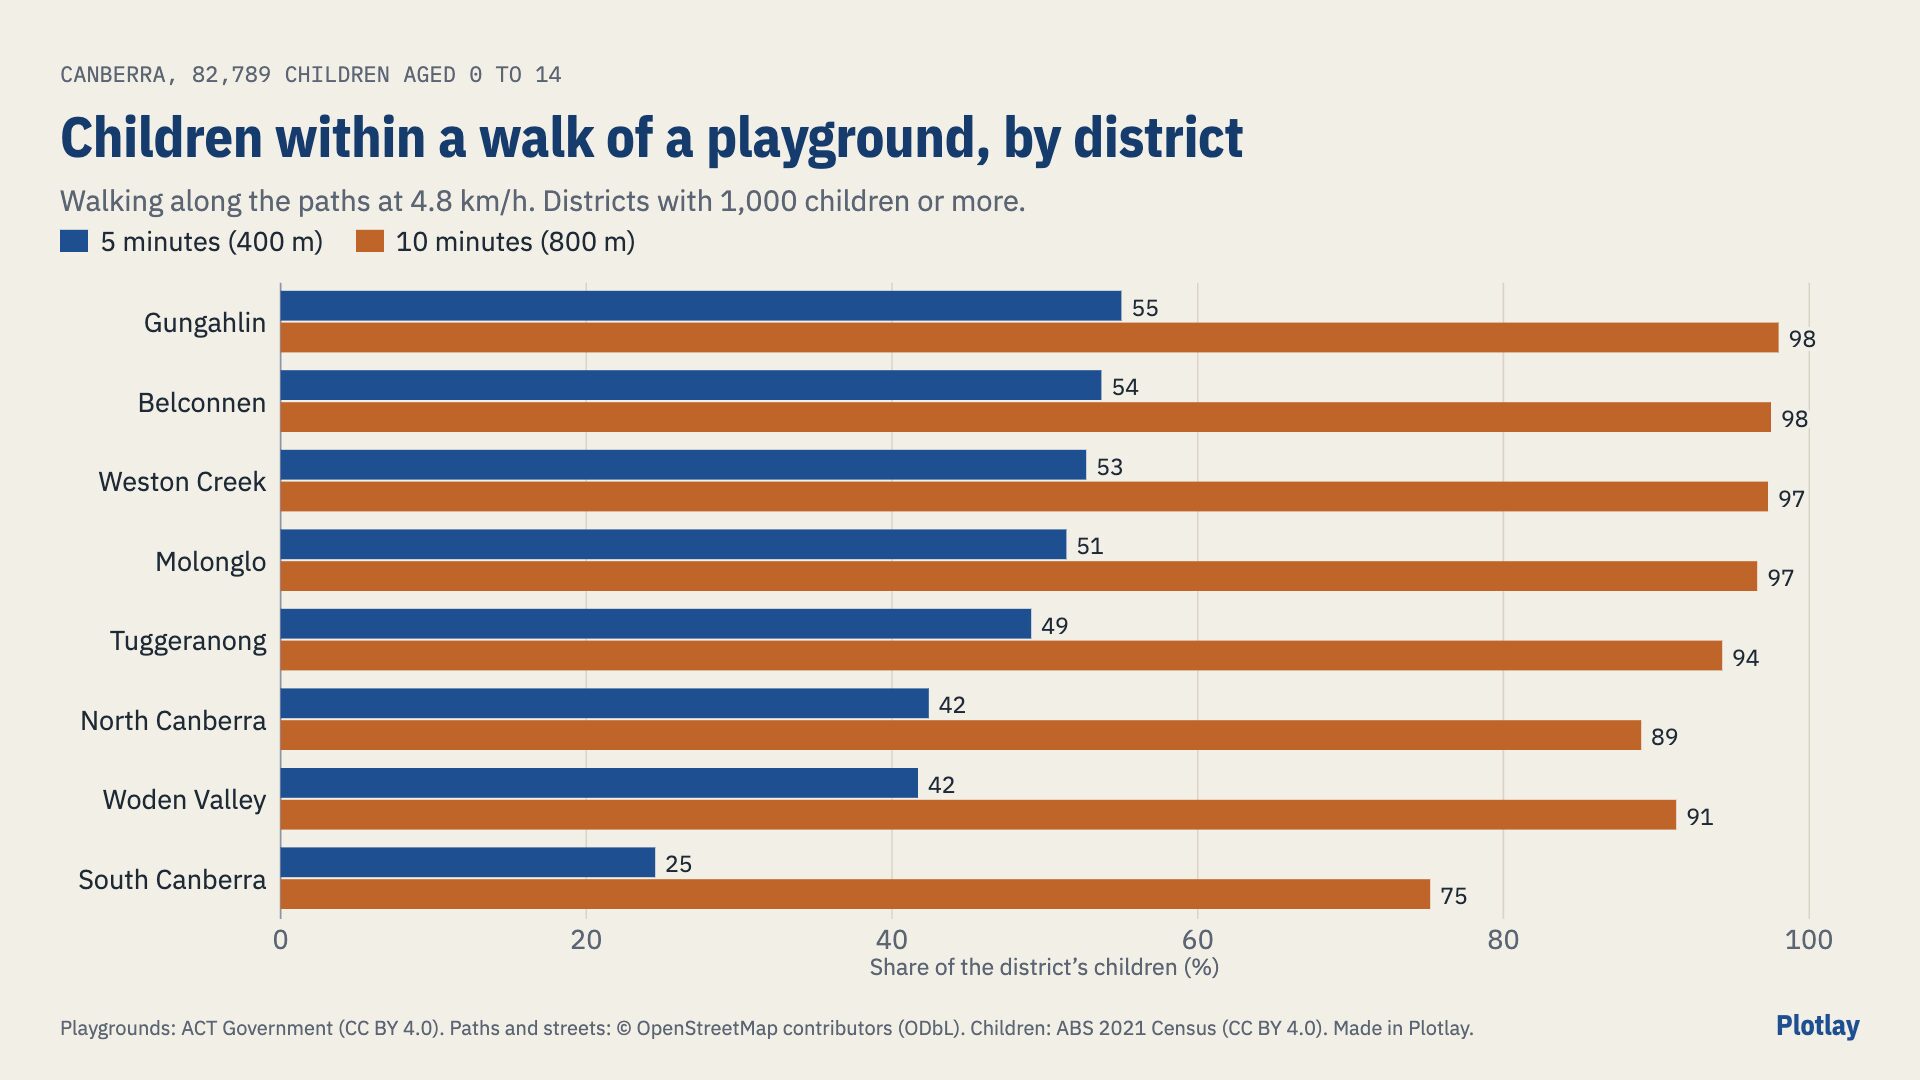 CANBERRA, 82,789 CHILDREN AGED 0 TO 14
Children within a walk of a playground, by district
Walking along the paths at 4.8 km/h. Districts with 1,000 children or more.
5 minutes (400 m) 10 minutes (800 m)
Gungahlin 55 98
Belconnen 54 98
Weston Creek 53 97
Molonglo 51 97
Tuggeranong 49 94
North Canberra 42 89
Woden Valley 42 91
South Canberra 25 75
0 20 40 60 80 100
Share of the district’s children (%)
Playgrounds: ACT Government (CC BY 4.0). Paths and streets: © OpenStreetMap contributors (ODbL). Children: ABS 2021 Census (CC BY 4.0). Made in Plotlay.
Plotlay